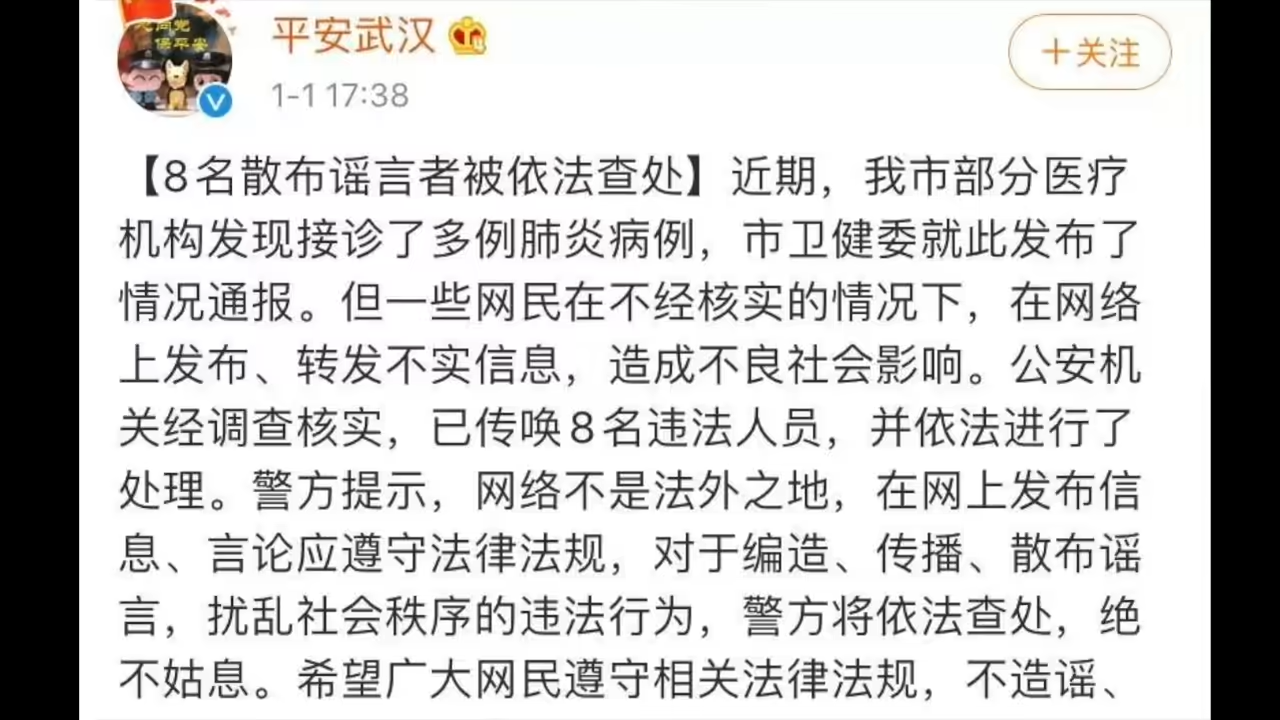 忠向党
保平安
平安武汉
1-1 17:38
+关注
【8名散布谣言者被依法查处】近期，我市部分医疗
机构发现接诊了多例肺炎病例，市卫健委就此发布了
情况通报。但一些网民在不经核实的情况下，在网络
上发布、转发不实信息，造成不良社会影响。公安机
关经调查核实，已传唤8名违法人员，并依法进行了
处理。警方提示，网络不是法外之地，在网上发布信
息、言论应遵守法律法规，对于编造、传播、散布谣
言，扰乱社会秩序的违法行为，警方将依法查处，绝
不姑息。希望广大网民遵守相关法律法规，不造谣、